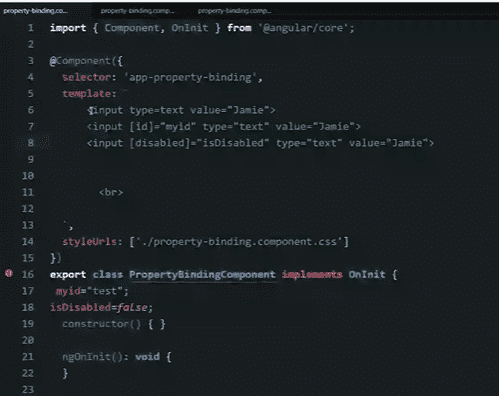 property-binding.co... property-binding.comp... property-binding.comp...
1 import { Component, OnInit } from '@angular/core';
2
3 @Component({
4 selector: 'app-property-binding',
5 template: `
6 <input type=text value="Jamie">
7 <input [id]="myid" type="text" value="Jamie">
8 <input [disabled]="isDisabled" type="text" value="Jamie">
9
10
11 <br>
12
13 `,
14 styleUrls: ['./property-binding.component.css']
15 })
16 export class PropertyBindingComponent implements OnInit {
17 myid="test";
18 isDisabled=false;
19 constructor() { }
20
21 ngOnInit(): void {
22 }
23